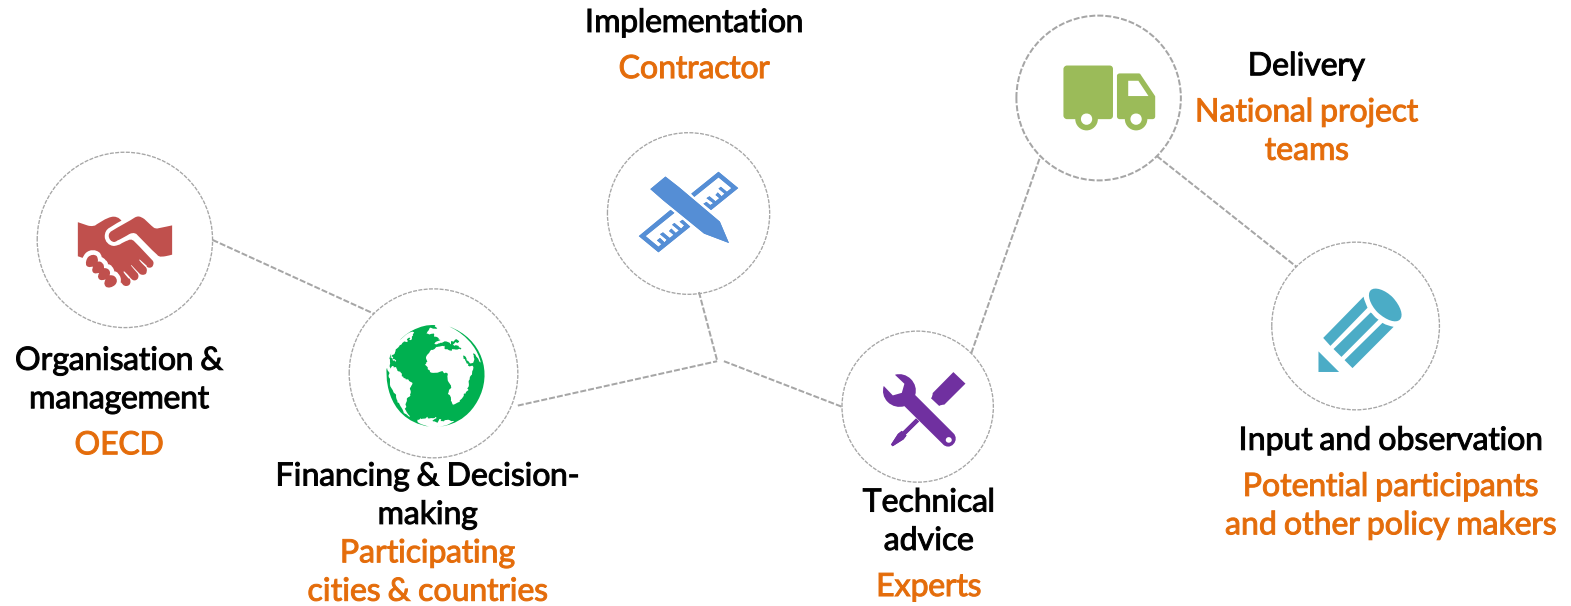 Implementation
Contractor
Delivery
National project
teams
Organisation &
management
OECD
Financing & Decision-
making
Participating
cities & countries
Technical
advice
Experts
Input and observation
Potential participants
and other policy makers